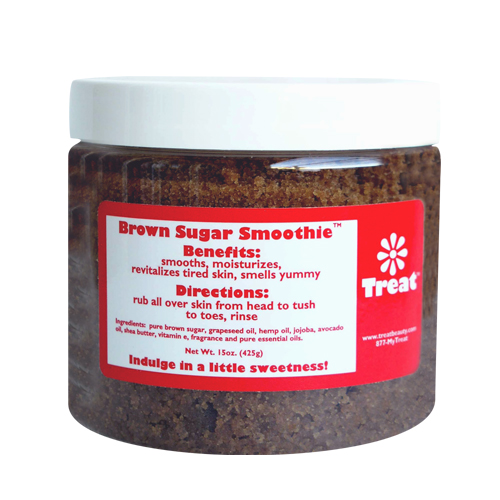 Brown Sugar Smoothie™
Benefits:
smooths, moisturizes,
revitalizes tired skin, smells yummy
Directions:
rub all over skin from head to tush
to toes, rinse
Ingredients: pure brown sugar, grapeseed oil, hemp oil, jojoba, avocado
oil, shea butter, vitamin e, fragrance and pure essential oils.
Net Wt. 15oz. (425g)
Indulge in a little sweetness!
Treat™
www.treatbeauty.com
877-MyTreat